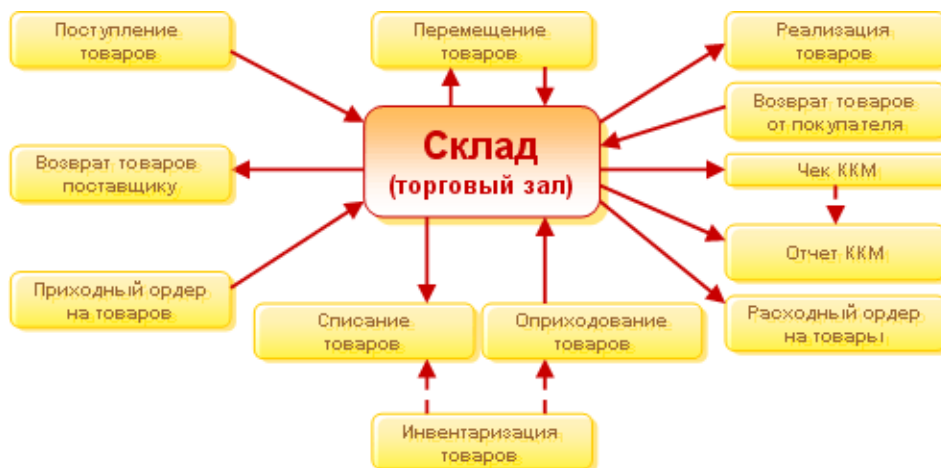 Поступление
товаров
Перемещение
товаров
Реализация
товаров
Возврат товаров
от покупателя
Склад
(торговый зал)
Возврат товаров
поставщику
Чек ККМ
Отчет ККМ
Приходный ордер
на товаров
Списание
товаров
Оприходование
товаров
Расходный ордер
на товары
Инвентаризация
товаров